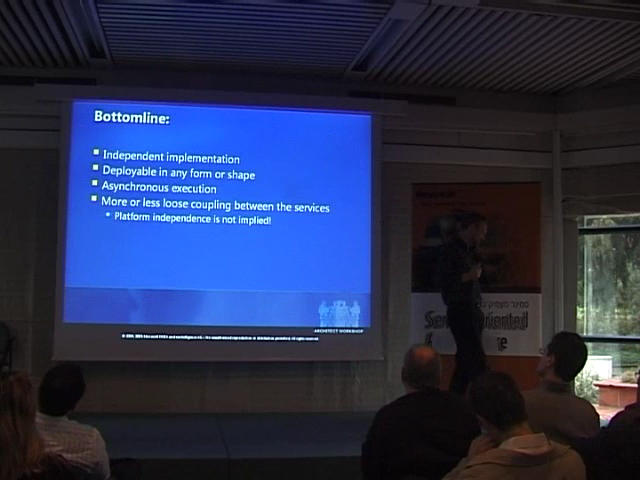 Bottomline:
Independent implementation
Deployable in any form or shape
Asynchronous execution
More or less loose coupling between the services
Platform independence is not implied!
ARCHITECT WORKSHOP
Oriented